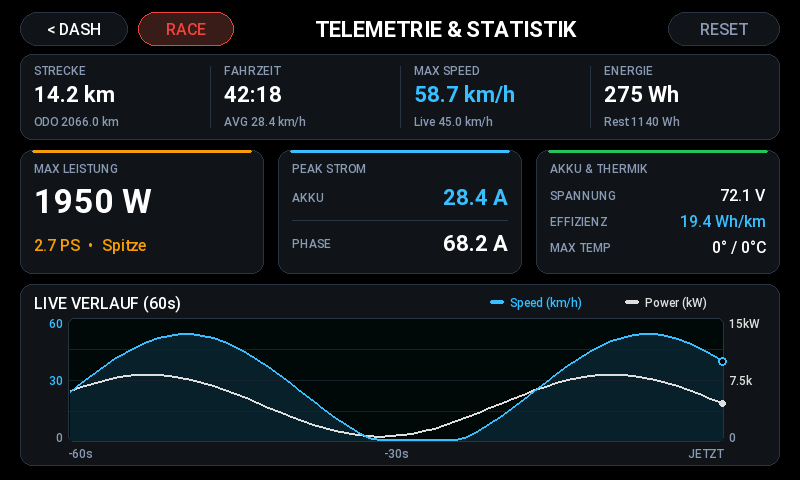 < DASH
RACE
TELEMETRIE & STATISTIK
RESET
STRECKE
14.2 km
ODO 2066.0 km
FAHRZEIT
42:18
AVG 28.4 km/h
MAX SPEED
58.7 km/h
Live 45.0 km/h
ENERGIE
275 Wh
Rest 1140 Wh
MAX LEISTUNG
1950 W
2.7 PS • Spitze
PEAK STROM
AKKU 28.4 A
PHASE 68.2 A
AKKU & THERMIK
SPANNUNG 72.1 V
EFFIZIENZ 19.4 Wh/km
MAX TEMP 0° / 0°C
LIVE VERLAUF (60s)
Speed (km/h)
Power (kW)
60
30
0
15kW
7.5k
0
-60s
-30s
JETZT